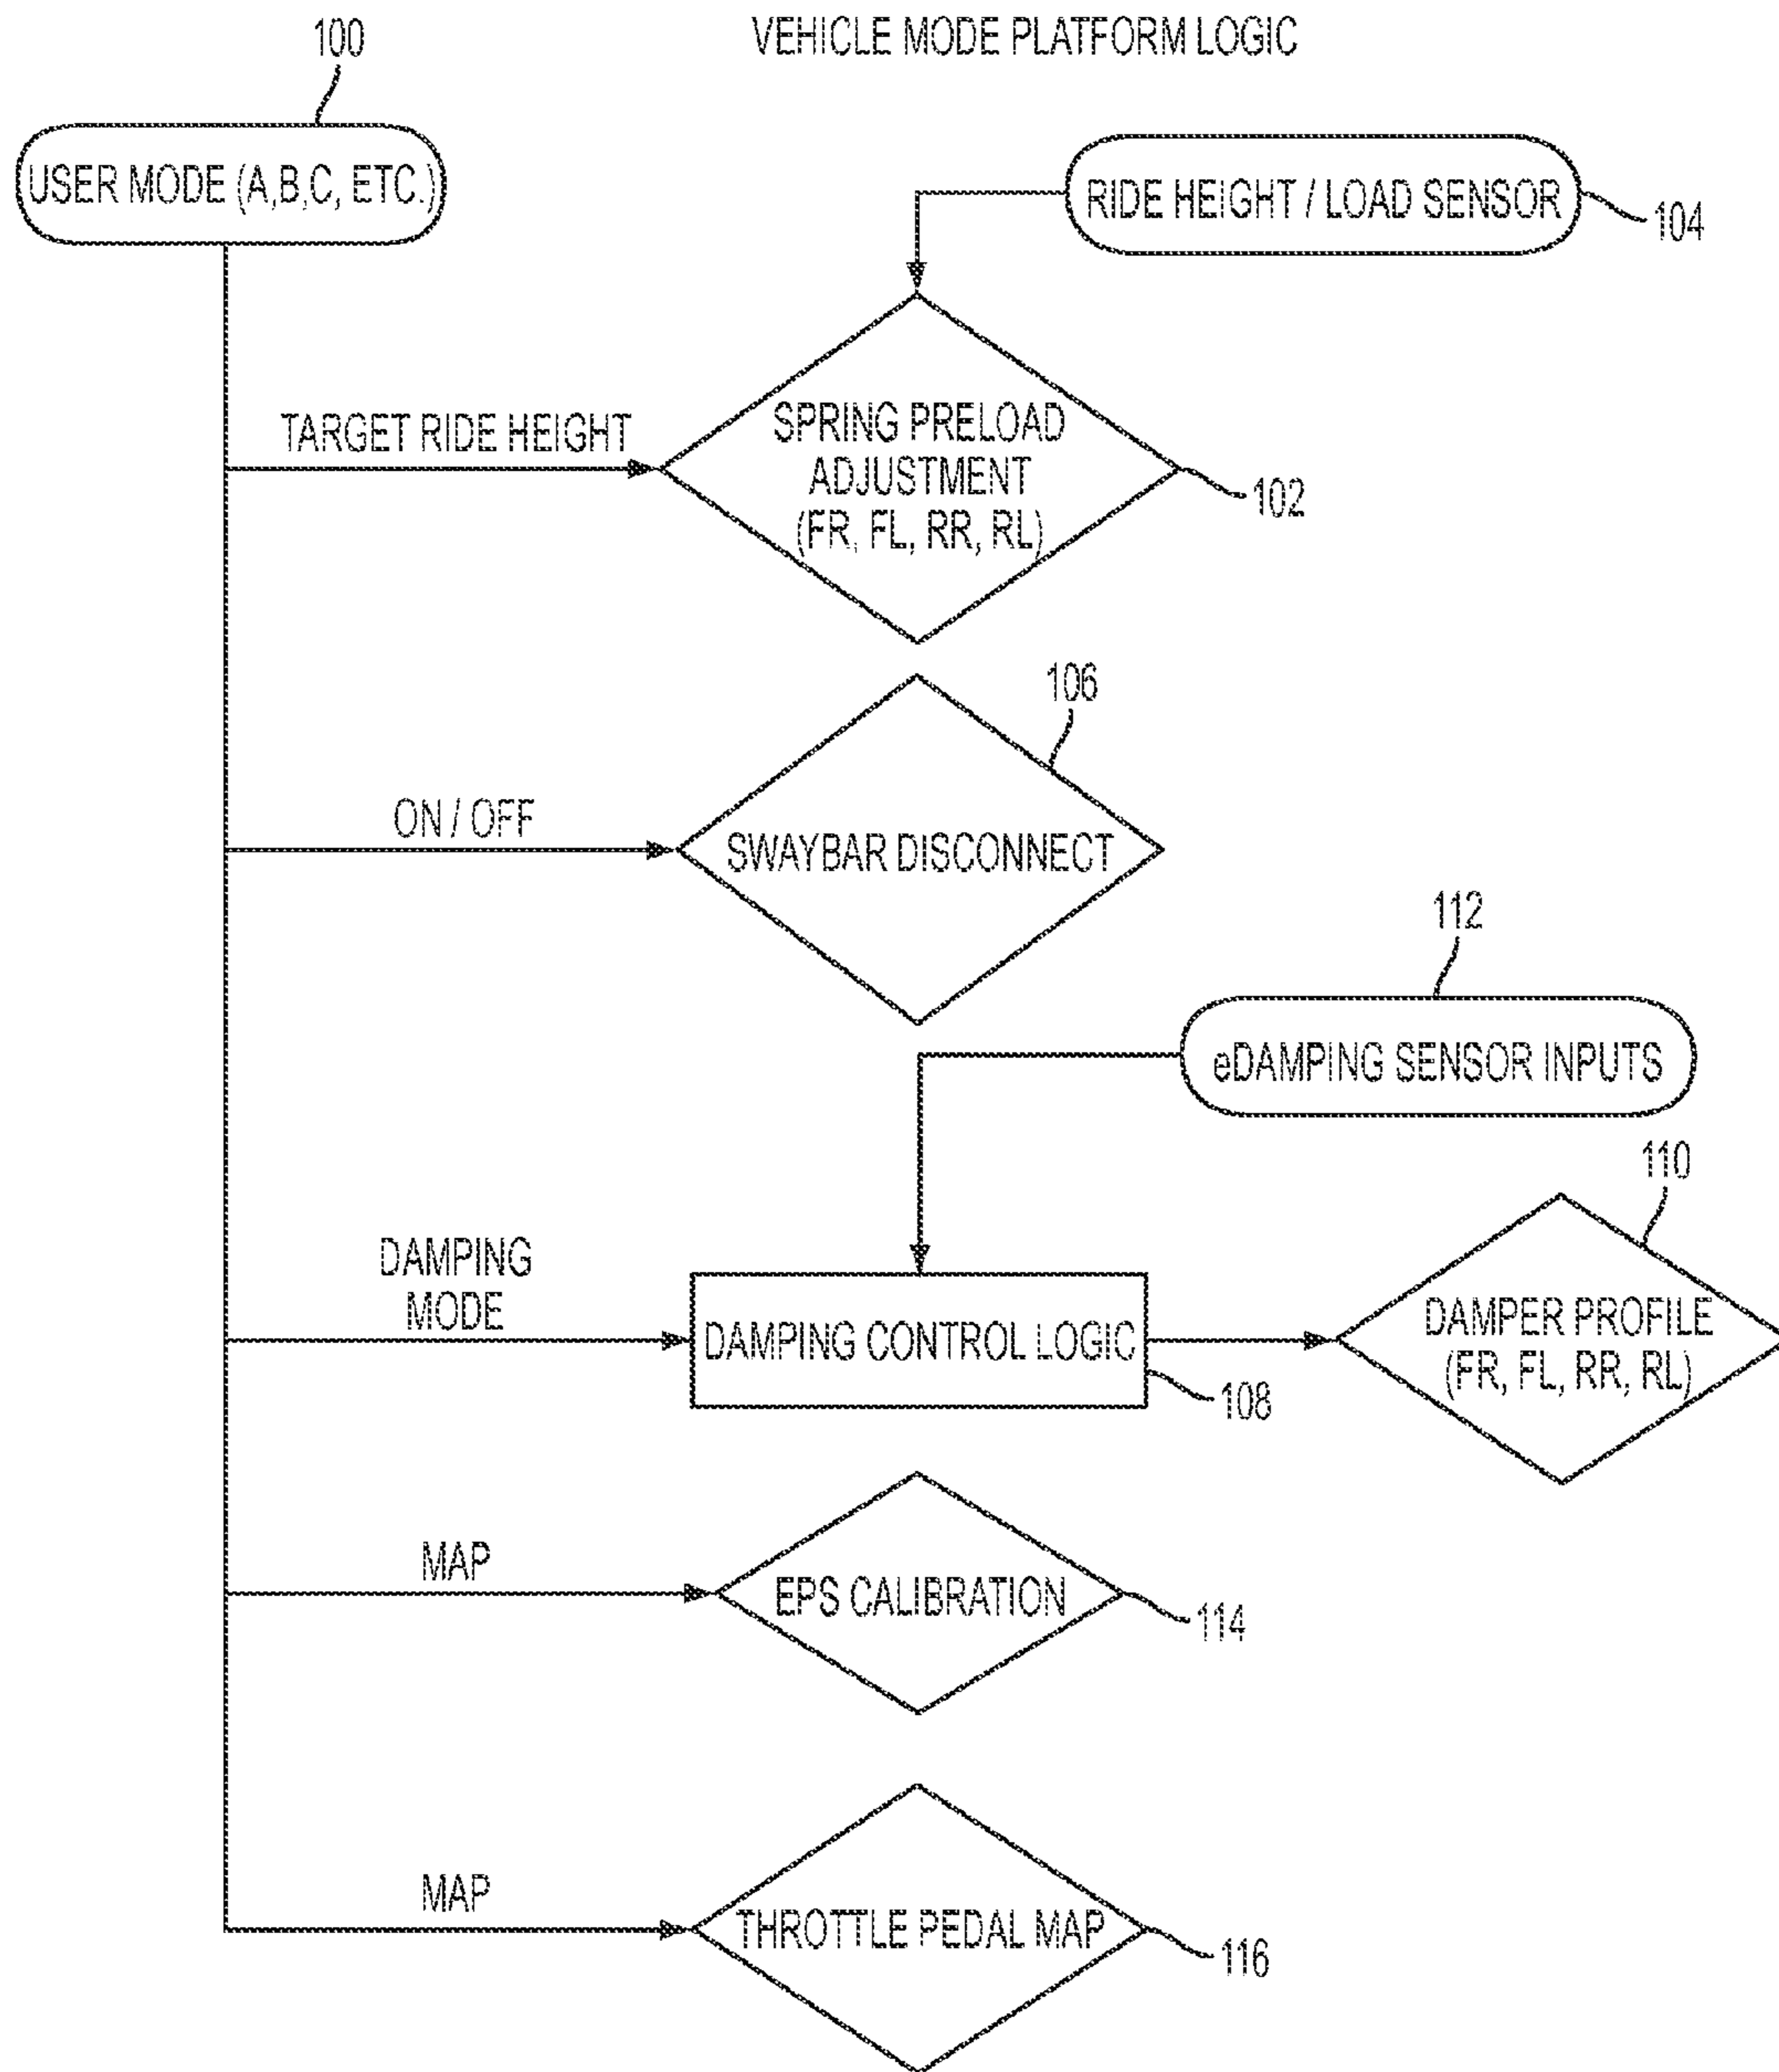 VEHICLE MODE PLATFORM LOGIC
100
USER MODE (A,B,C, ETC.)
RIDE HEIGHT / LOAD SENSOR
104
TARGET RIDE HEIGHT
SPRING PRELOAD
ADJUSTMENT
(FR, FL, RR, RL)
102
106
ON / OFF
SWAYBAR DISCONNECT
112
eDAMPING SENSOR INPUTS
110
DAMPING
MODE
DAMPING CONTROL LOGIC
108
DAMPER PROFILE
(FR, FL, RR, RL)
MAP
EPS CALIBRATION
114
MAP
THROTTLE PEDAL MAP
116